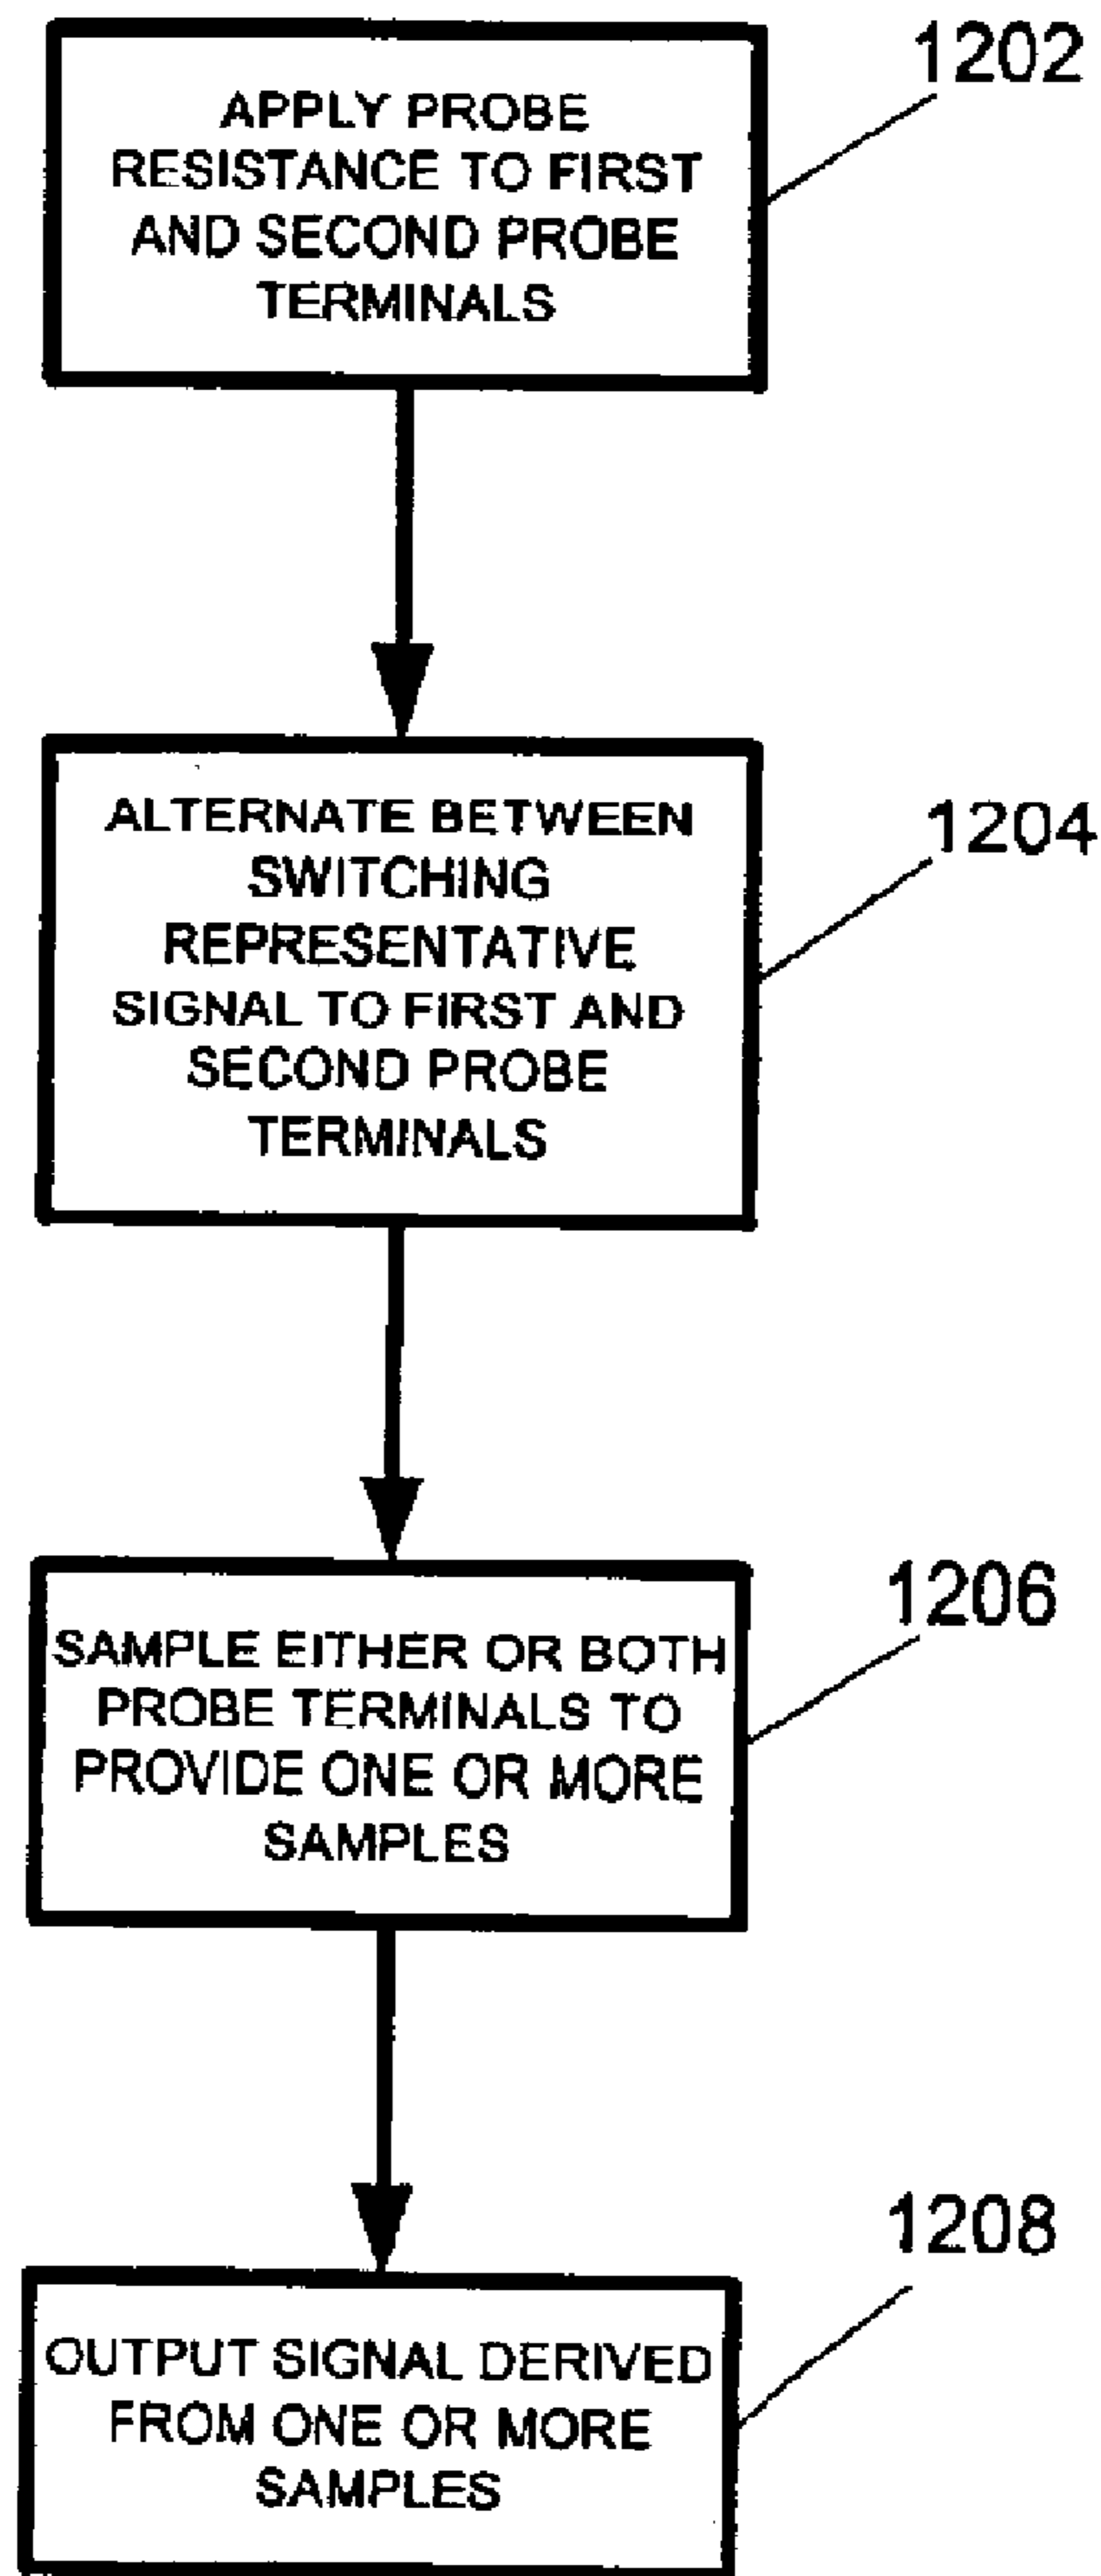 1202
APPLY PROBE
RESISTANCE TO FIRST
AND SECOND PROBE
TERMINALS
1204
ALTERNATE BETWEEN
SWITCHING
REPRESENTATIVE
SIGNAL TO FIRST AND
SECOND PROBE
TERMINALS
1206
SAMPLE EITHER OR BOTH
PROBE TERMINALS TO
PROVIDE ONE OR MORE
SAMPLES
1208
OUTPUT SIGNAL DERIVED
FROM ONE OR MORE
SAMPLES